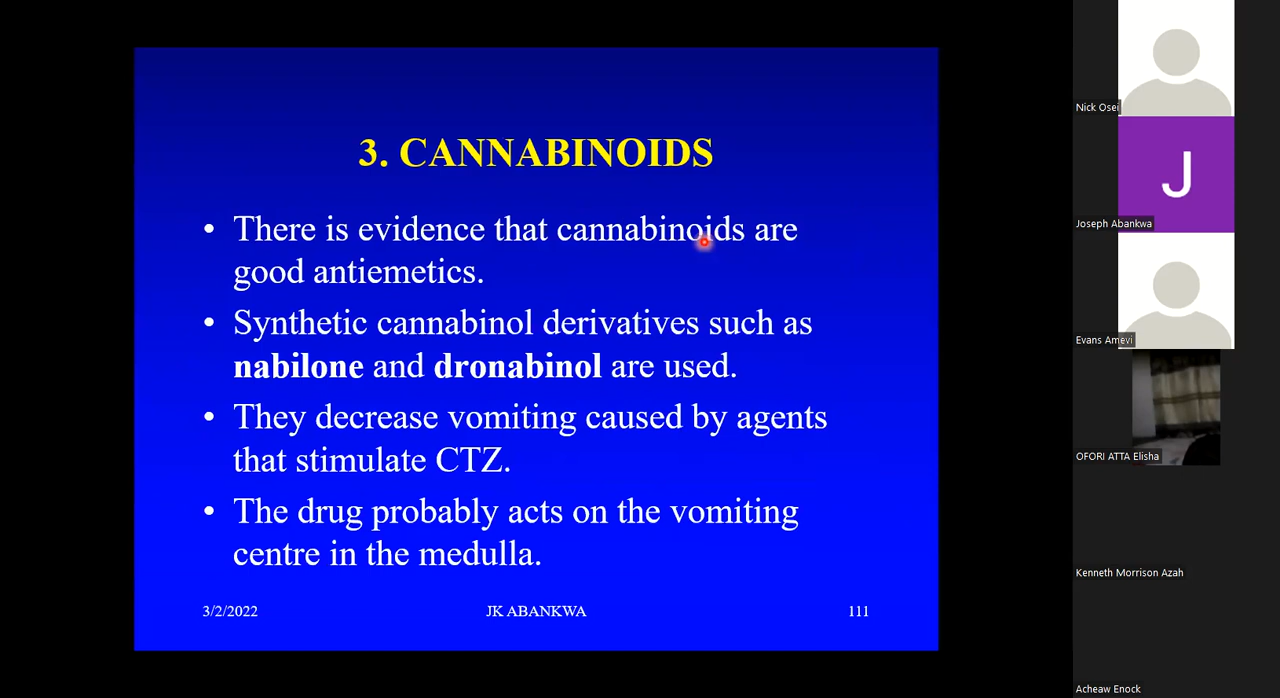 3. CANNABINOIDS
• There is evidence that cannabinoids are
good antiemetics.
• Synthetic cannabinol derivatives such as
nabilone and dronabinol are used.
• They decrease vomiting caused by agents
that stimulate CTZ.
• The drug probably acts on the vomiting
centre in the medulla.
3/2/2022
JK ABANKWA
111
Nick Osei
J
Joseph Abankwa
Evans Amevi
OFORI ATTA Elisha
Kenneth Morrison Azah
Acheaw Enock